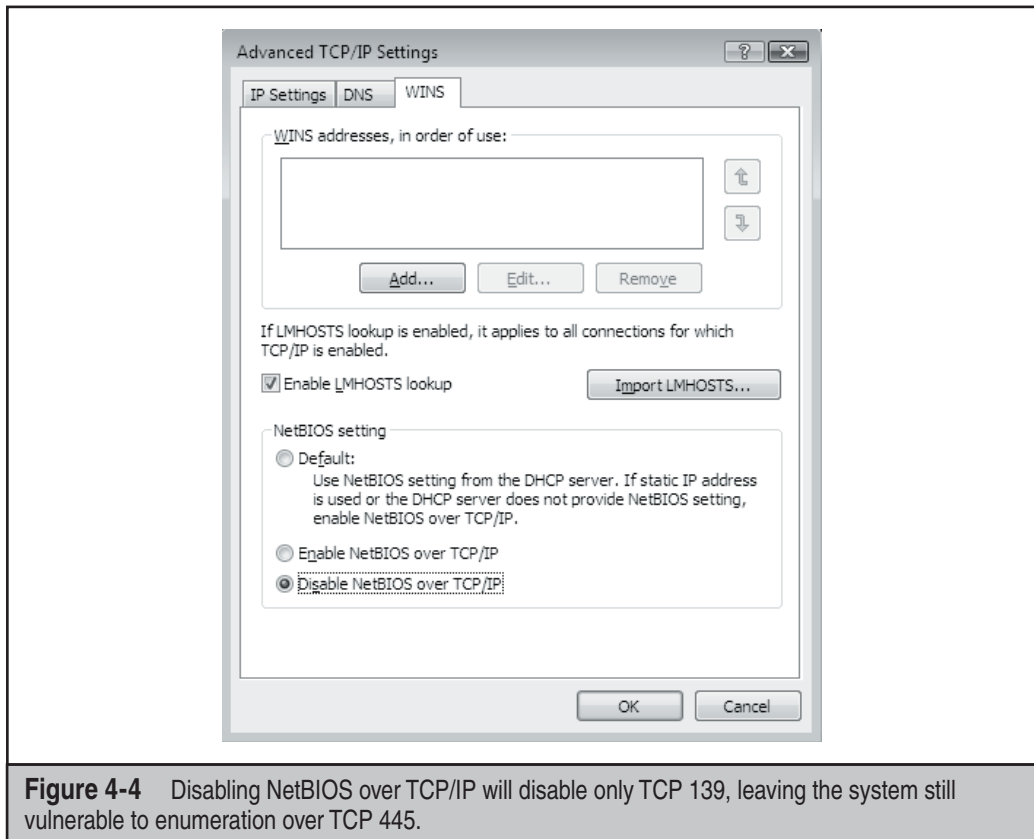 Advanced TCP/IP Settings
IP Settings
DNS
WINS
WINS addresses, in order of use:
Add...
Edit...
Remove
If LMHOSTS lookup is enabled, it applies to all connections for which
TCP/IP is enabled.
Enable LMHOSTS lookup
Import LMHOSTS...
NetBIOS setting
Default:
Use NetBIOS setting from the DHCP server. If static IP address
is used or the DHCP server does not provide NetBIOS setting,
enable NetBIOS over TCP/IP.
Enable NetBIOS over TCP/IP
Disable NetBIOS over TCP/IP
OK
Cancel
Figure 4-4 Disabling NetBIOS over TCP/IP will disable only TCP 139, leaving the system still
vulnerable to enumeration over TCP 445.